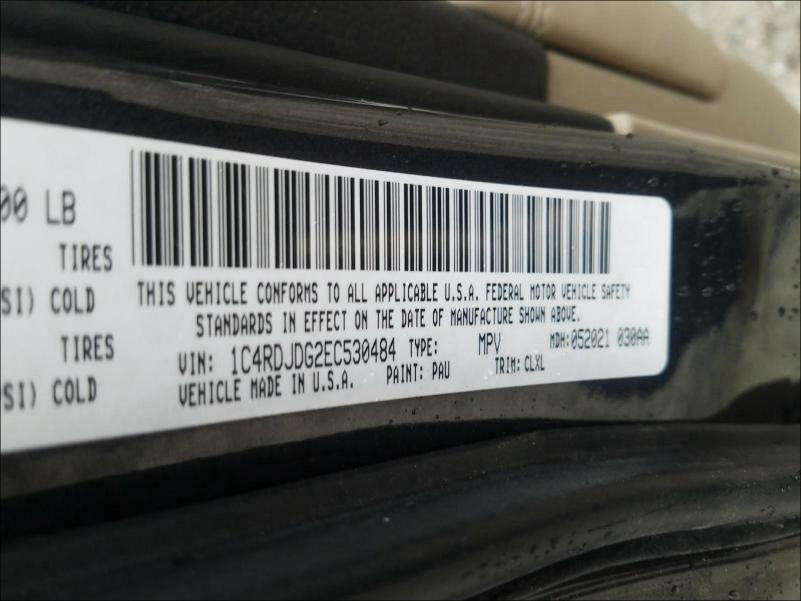 00 LB
TIRES
SI) COLD
TIRES
SI) COLD
THIS VEHICLE CONFORMS TO ALL APPLICABLE U.S.A. FEDERAL MOTOR VEHICLE SAFETY
STANDARDS IN EFFECT ON THE DATE OF MANUFACTURE SHOWN ABOVE.
VIN: 1C4RDJDG2EC530484 TYPE: MPV MDH:052021 030AA
VEHICLE MADE IN U.S.A. PAINT: PAU TRIM: CLXL